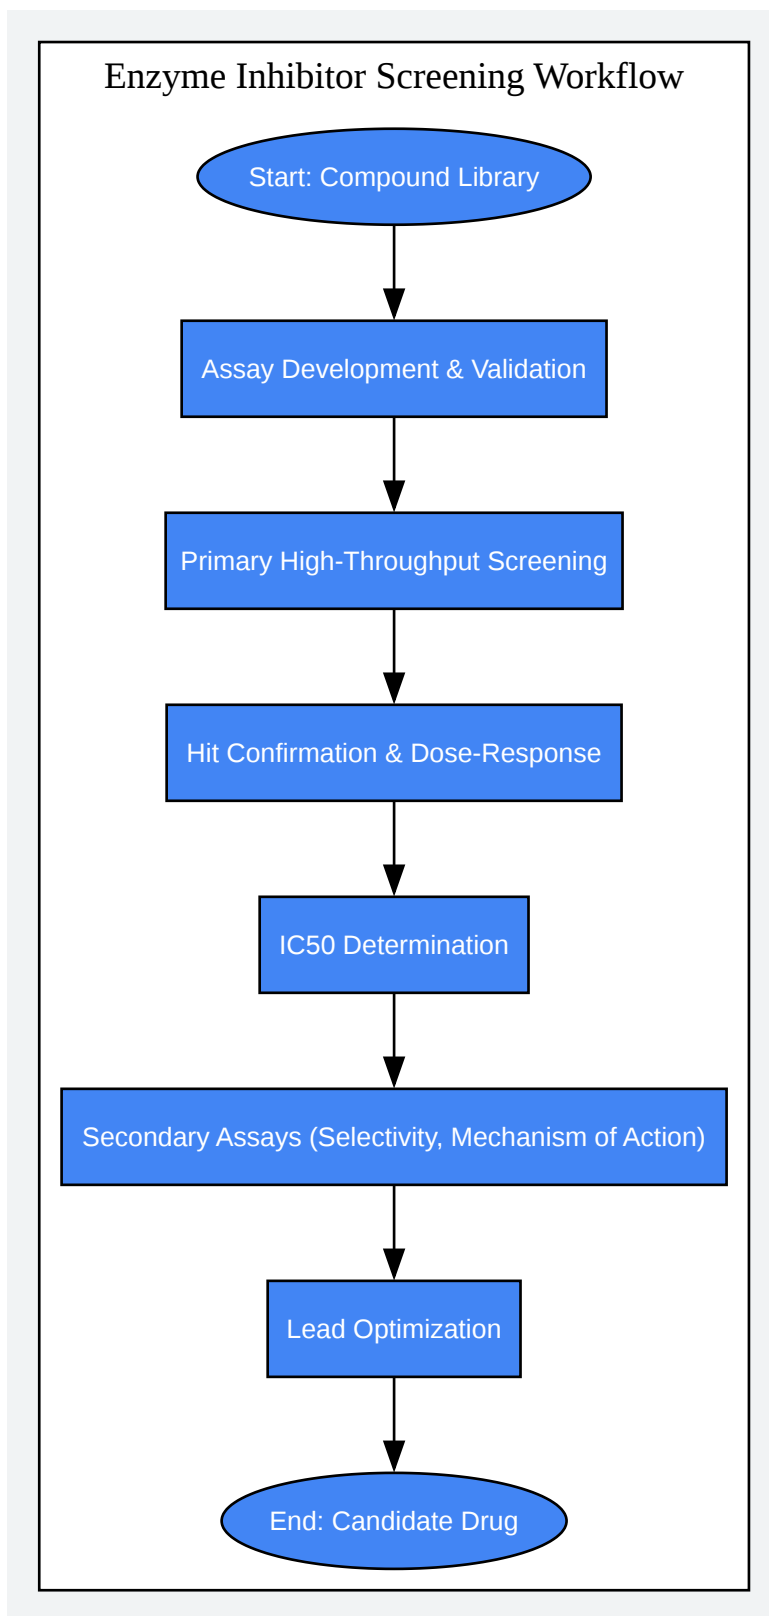 Enzyme Inhibitor Screening Workflow
Start: Compound Library
Assay Development & Validation
Primary High-Throughput Screening
Hit Confirmation & Dose-Response
IC50 Determination
Secondary Assays (Selectivity, Mechanism of Action)
Lead Optimization
End: Candidate Drug